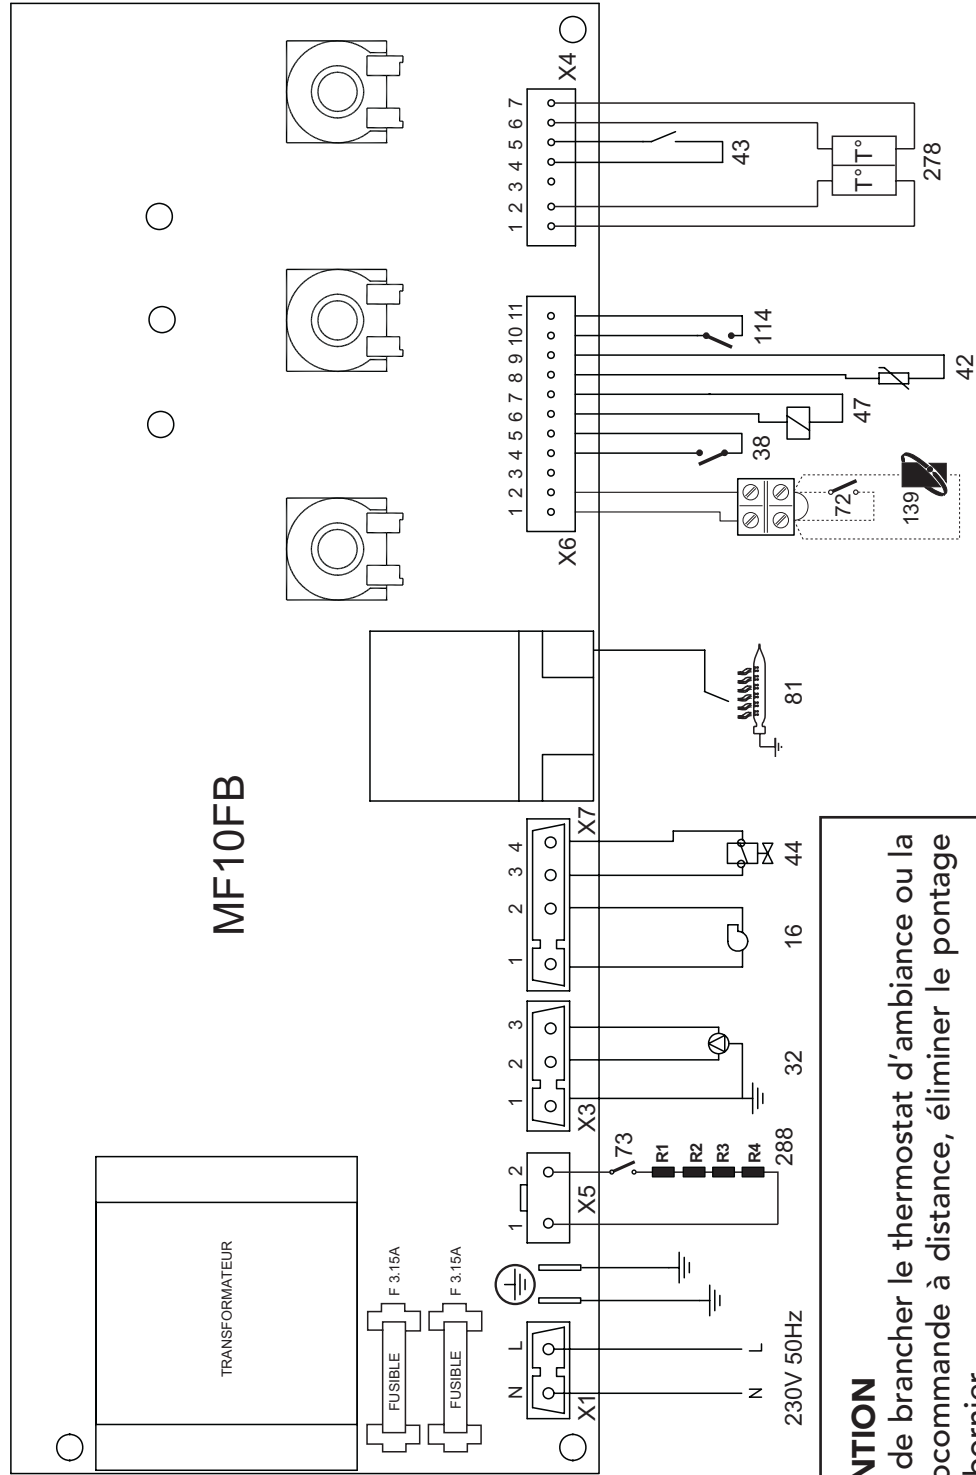 MF10FB
TRANSFORMATEUR
FUSIBLE F 3.15A
FUSIBLE F 3.15A
N L
X1
1 2
X5
1 2 3
X3
1 2 3 4
X7
1 2 3 4 5 6 7 8 9 10 11
X6
1 2 3 4 5 6 7
X4
N L
230V 50Hz
73
R1
R2
R3
R4
288
32
16
44
81
72
139
38
47
42
114
43
T° T°
278
NTION
de brancher le thermostat d'ambiance ou la
ocommande à distance, éliminer le pontage